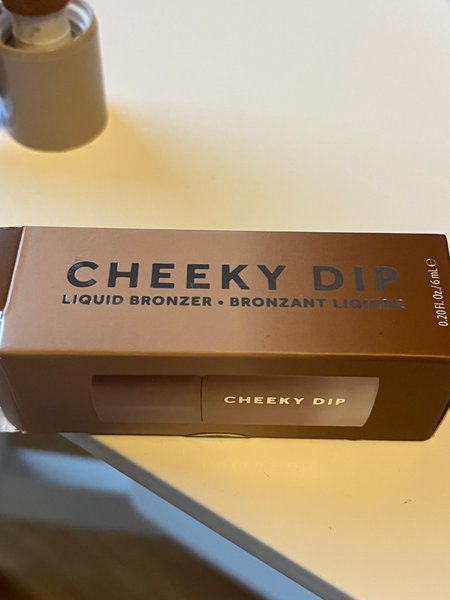 CHEEKY DIP
LIQUID BRONZER • BRONZANT LIQUIDE
0.20 Fl. Oz./6 mL ℮
CHEEKY DIP